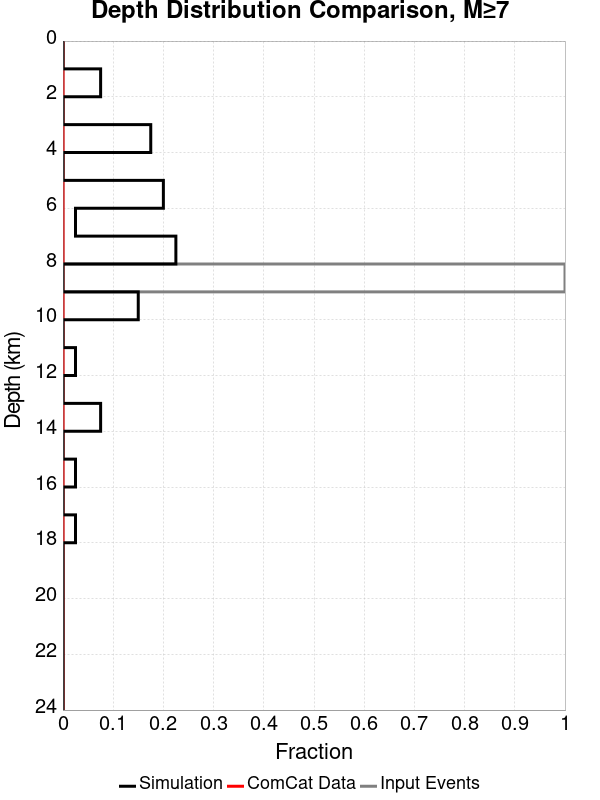 Depth Distribution Comparison, M≥7
0
2
4
6
8
10
12
14
16
18
20
22
24
Depth (km)
0 0.1 0.2 0.3 0.4 0.5 0.6 0.7 0.8 0.9 1
Fraction
Simulation ComCat Data Input Events